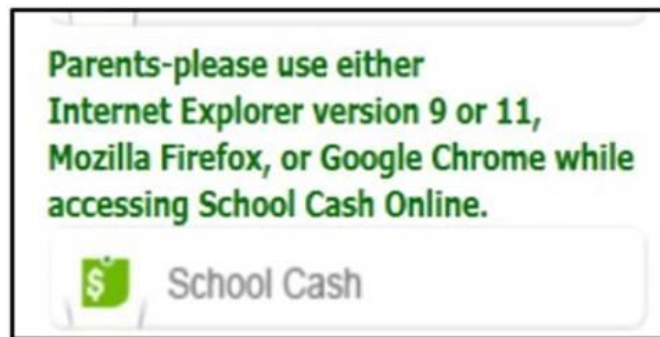 Parents-please use either
Internet Explorer version 9 or 11,
Mozilla Firefox, or Google Chrome while
accessing School Cash Online.
$ School Cash